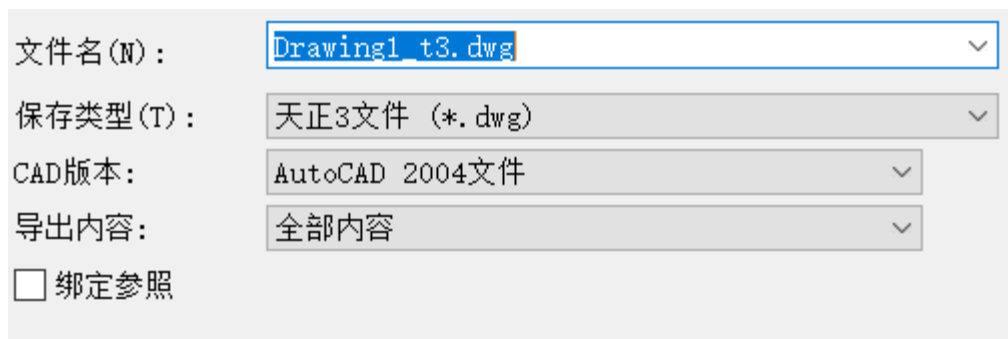 文件名(N): Drawing1_t3.dwg
保存类型(T): 天正3文件 (*.dwg)
CAD版本: AutoCAD 2004文件
导出内容: 全部内容
绑定参照